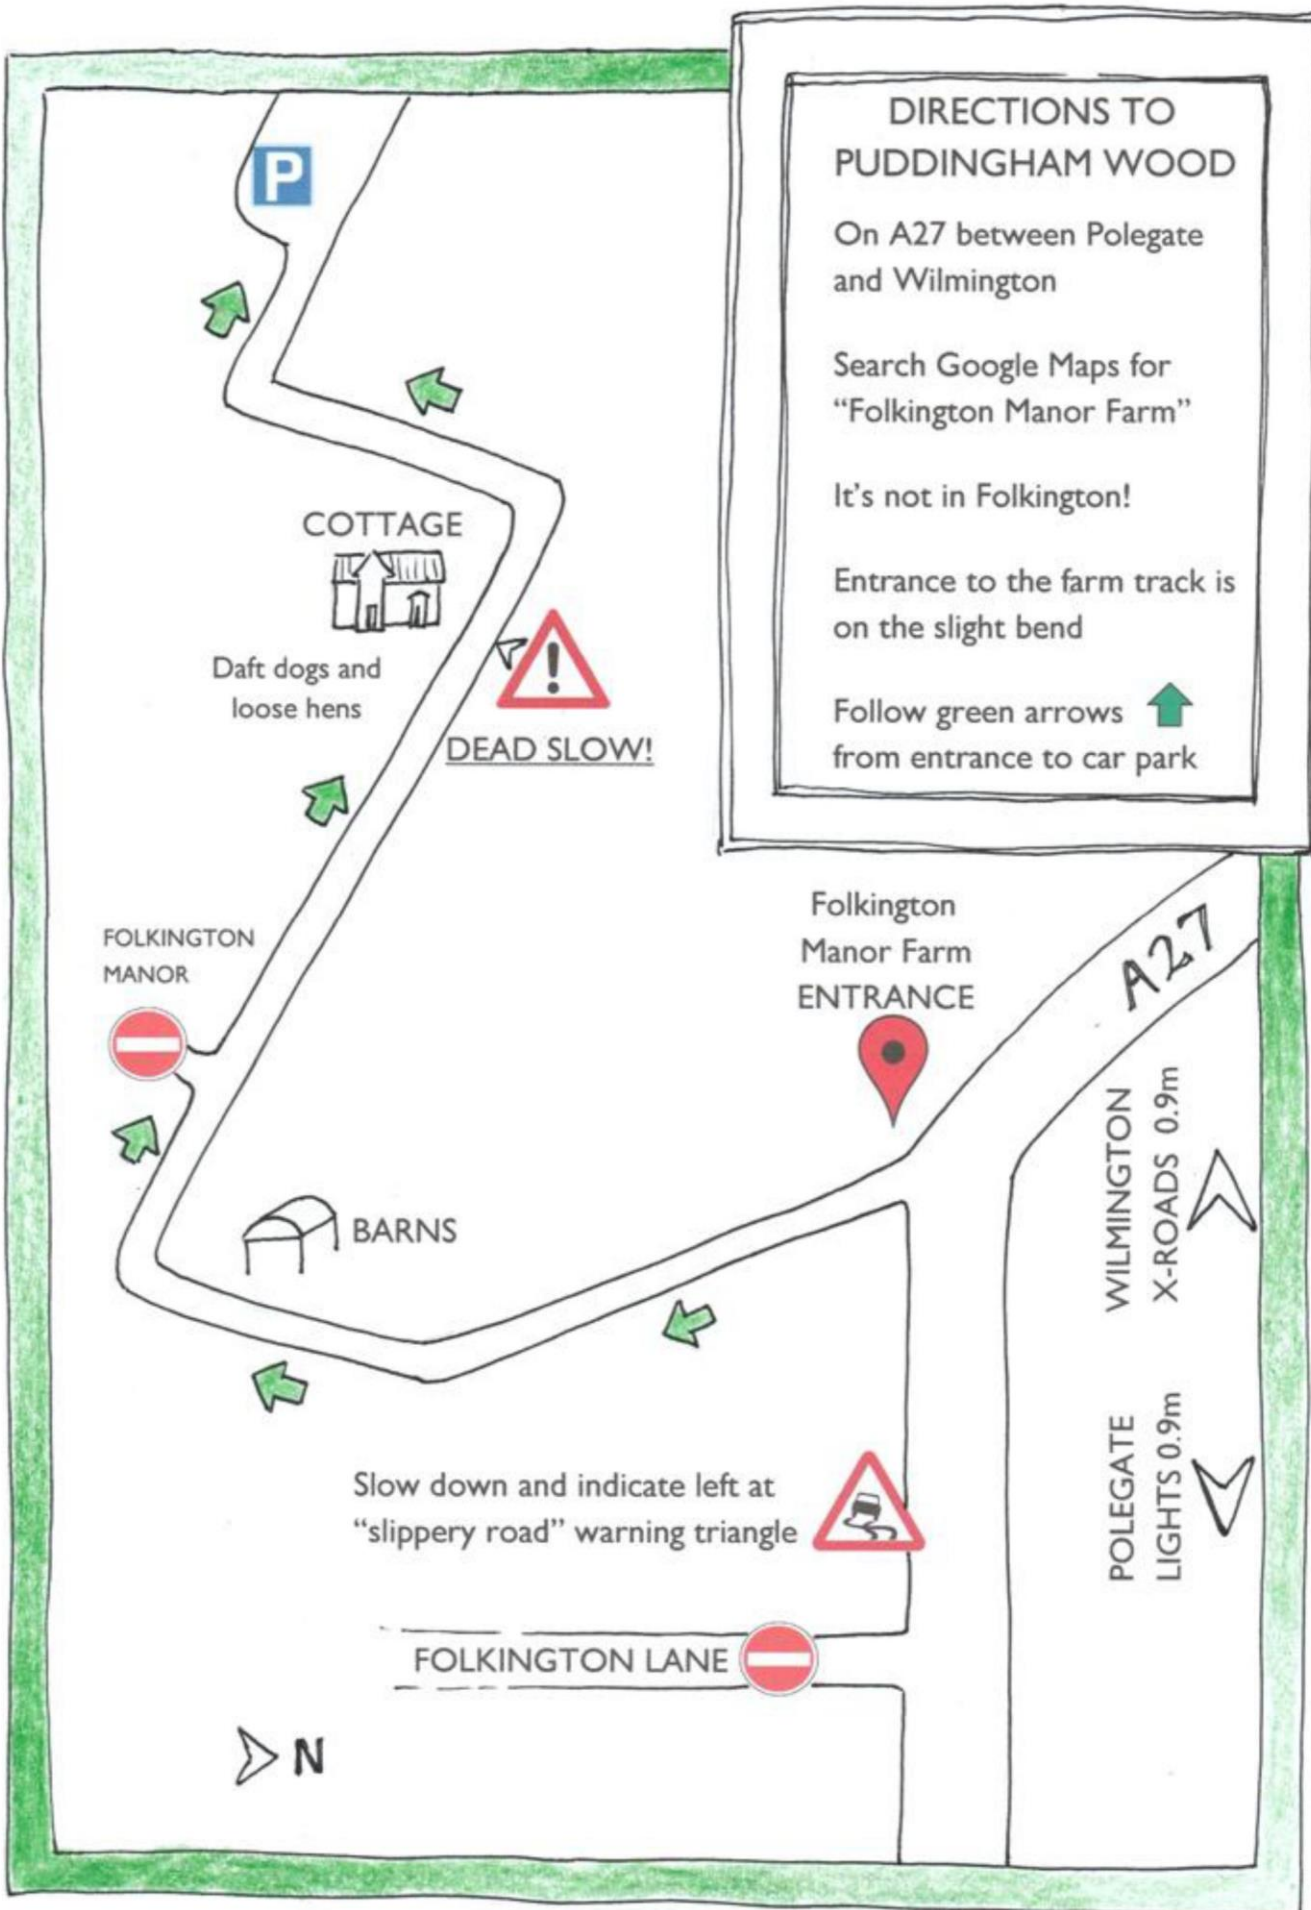 DIRECTIONS TO
PUDDINGHAM WOOD
On A27 between Polegate
and Wilmington
Search Google Maps for
“Folkington Manor Farm”
It's not in Folkington!
Entrance to the farm track is
on the slight bend
Follow green arrows
from entrance to car park
P
COTTAGE
Daft dogs and
loose hens
!
DEAD SLOW!
FOLKINGTON
MANOR
Folkington
Manor Farm
ENTRANCE
A27
BARNS
WILMINGTON
X-ROADS 0.9m
POLEGATE
LIGHTS 0.9m
Slow down and indicate left at
“slippery road” warning triangle
FOLKINGTON LANE
N